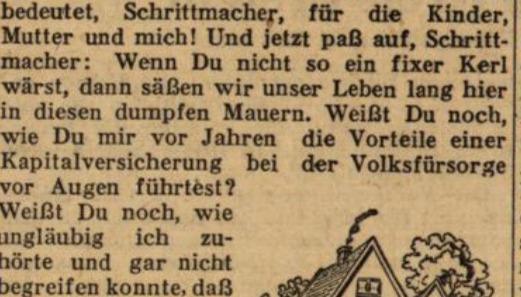 bedeutet, Schrittmacher, für die Kinder,
Mutter und mich! Und jetzt paß auf, Schritt-
macher: Wenn Du nicht so ein fixer Kerl
wärst, dann säßen wir unser Leben lang hier
in diesen dumpfen Mauern. Weißt Du noch,
wie Du mir vor Jahren die Vorteile einer
Kapitalversicherung bei der Volksfürsorge
vor Augen führtest?
Weißt Du noch, wie
ungläubig ich zu-
hörte und gar nicht
begreifen konnte, daß